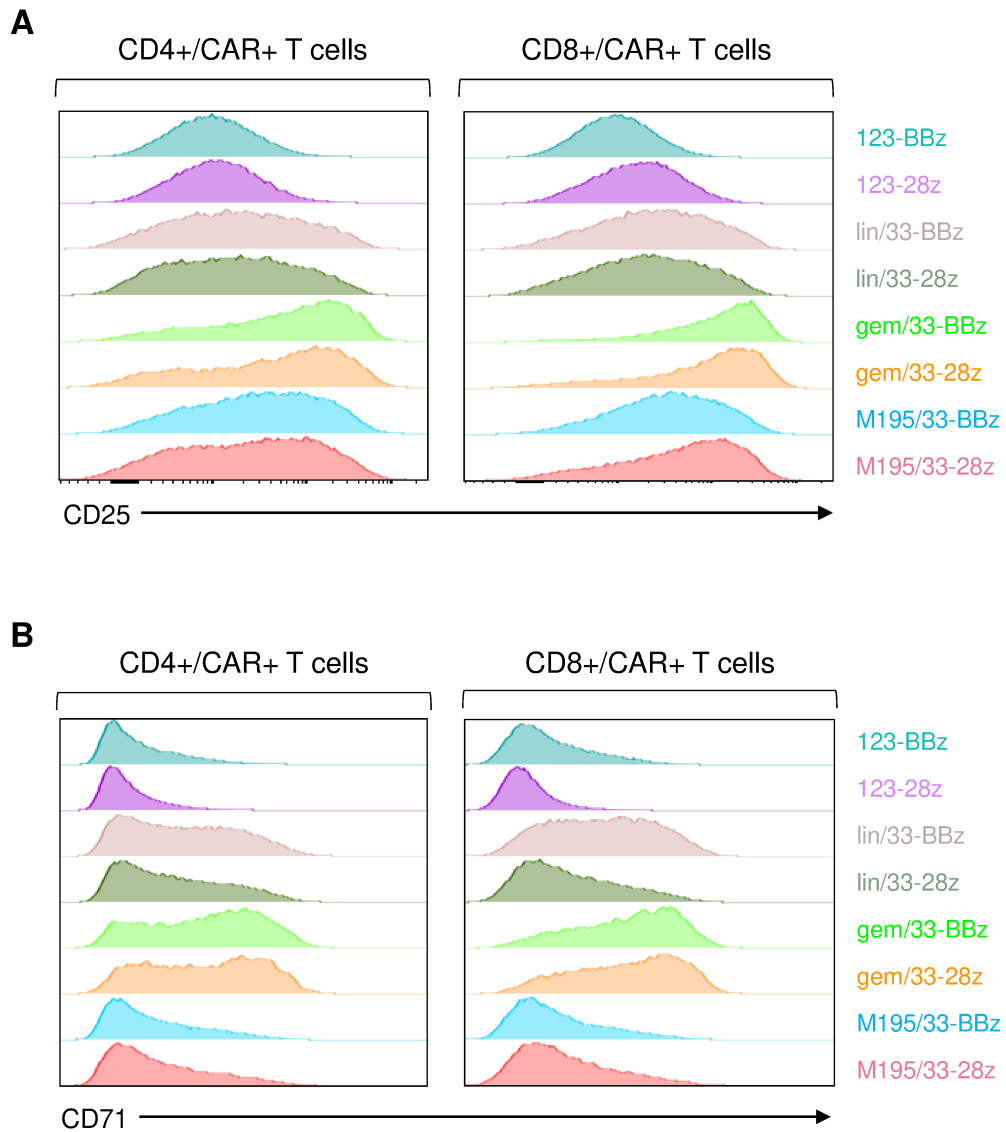 A
CD4+/CAR+ T cells
CD8+/CAR+ T cells
123-BBz
123-28z
lin/33-BBz
lin/33-28z
gem/33-BBz
gem/33-28z
M195/33-BBz
M195/33-28z
CD25
B
CD4+/CAR+ T cells
CD8+/CAR+ T cells
123-BBz
123-28z
lin/33-BBz
lin/33-28z
gem/33-BBz
gem/33-28z
M195/33-BBz
M195/33-28z
CD71